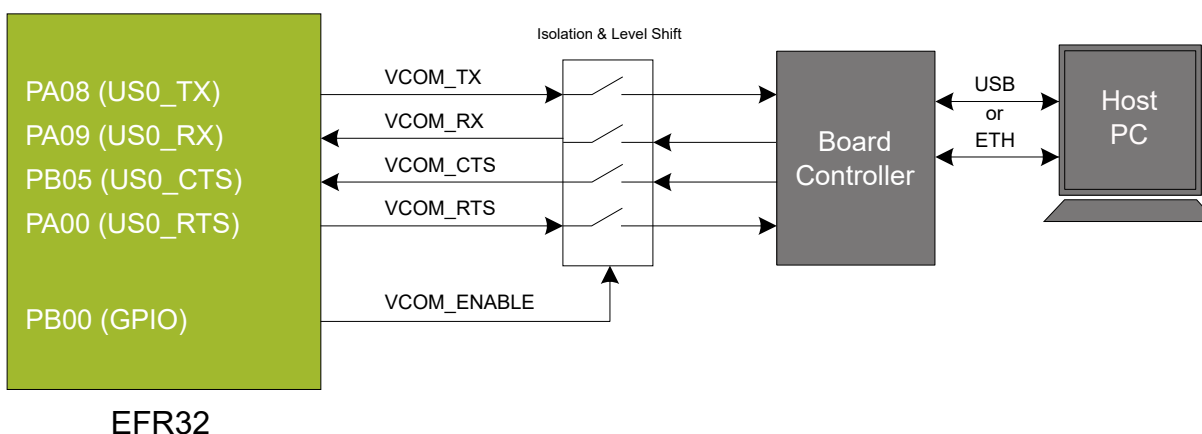 Isolation & Level Shift
PA08 (US0_TX)
VCOM_TX
PA09 (US0_RX)
VCOM_RX
PB05 (US0_CTS)
VCOM_CTS
PA00 (US0_RTS)
VCOM_RTS
PB00 (GPIO)
VCOM_ENABLE
Board
Controller
USB
or
ETH
Host
PC
EFR32